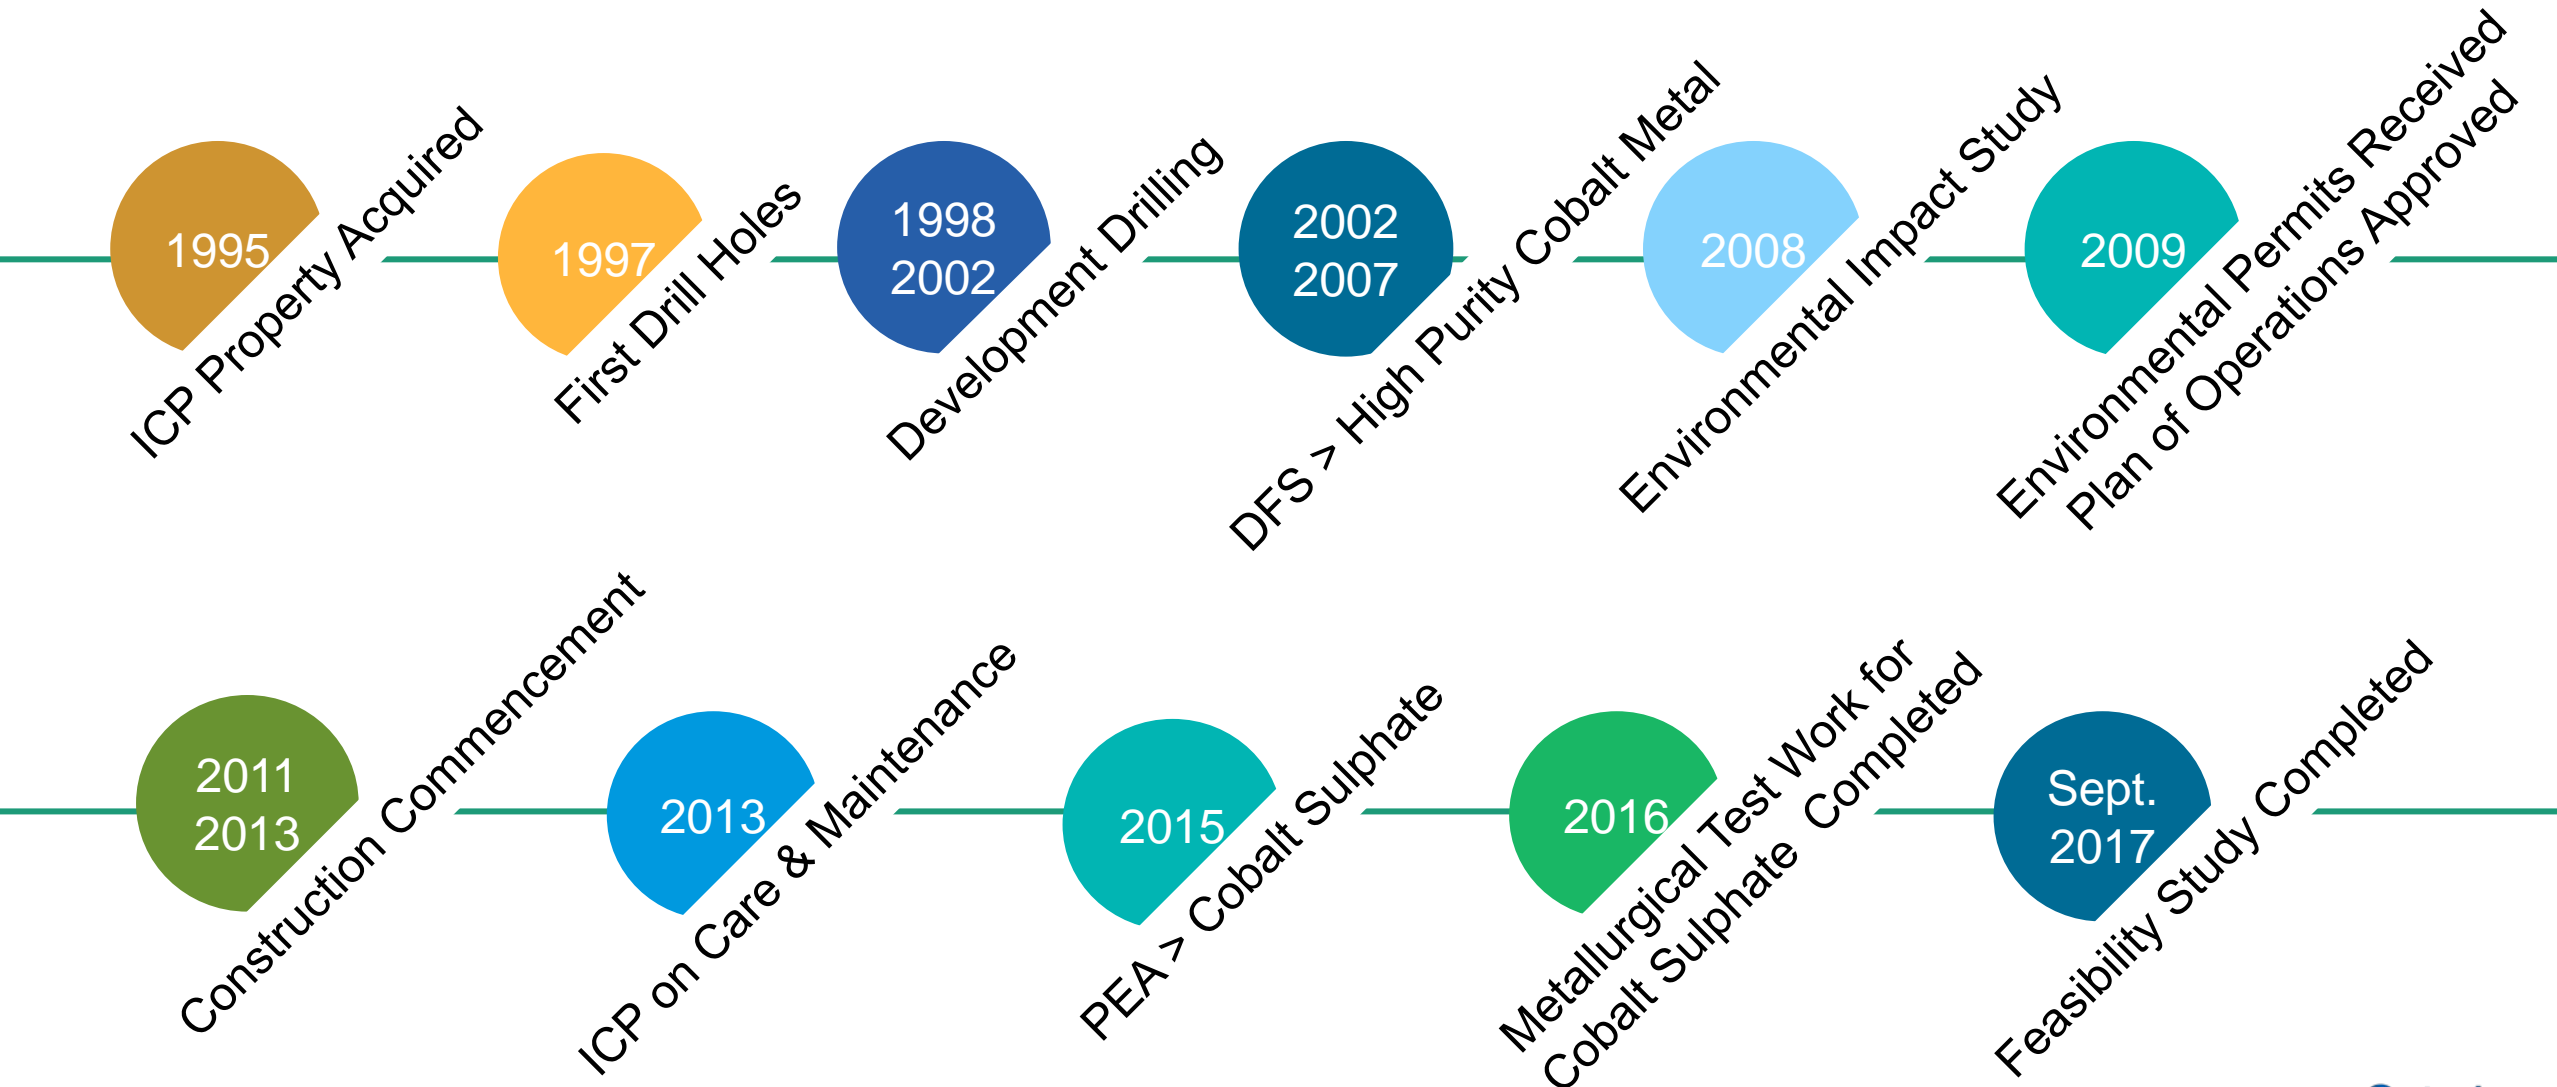 1995
ICP Property Acquired
1997
First Drill Holes
1998
2002
Development Drilling
2002
2007
DFS > High Purity Cobalt Metal
2008
Environmental Impact Study
2009
Environmental Permits Received
Plan of Operations Approved
2011
2013
Construction Commencement
2013
ICP on Care & Maintenance
2015
PEA > Cobalt Sulphate
2016
Metallurgical Test Work for
Cobalt Sulphate Completed
Sept.
2017
Feasibility Study Completed